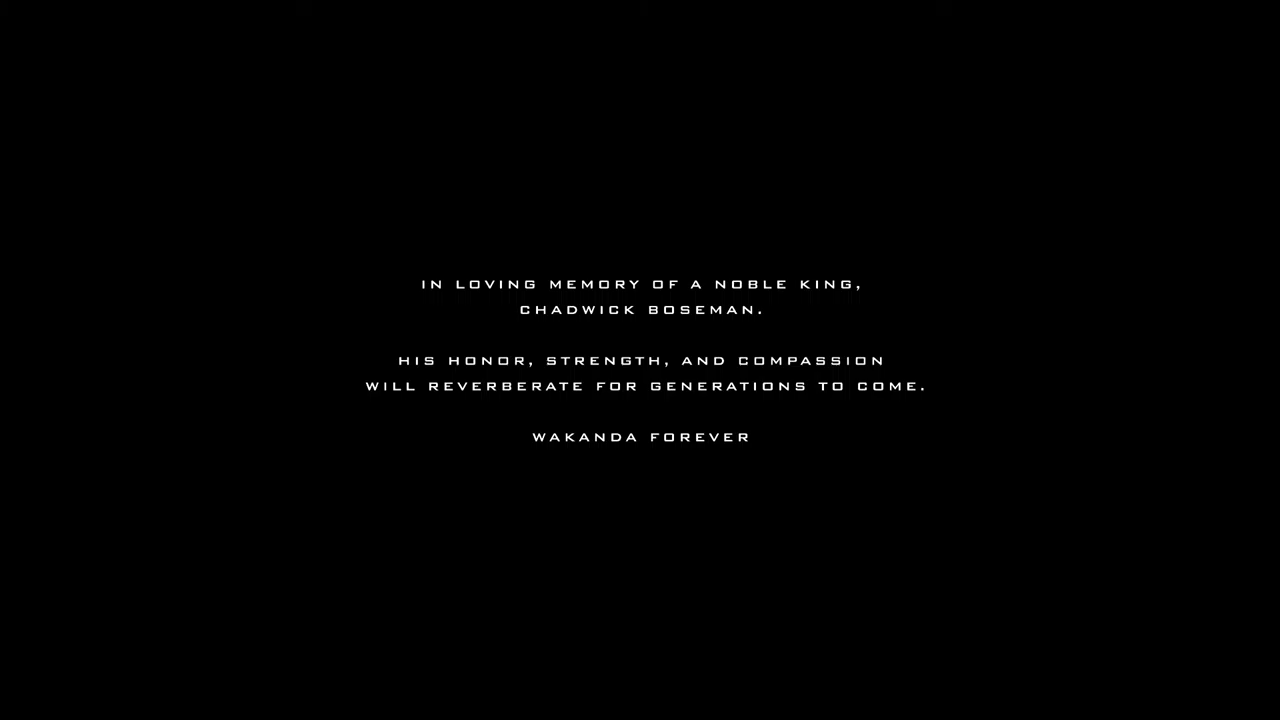 IN LOVING MEMORY OF A NOBLE KING,
CHADWICK BOSEMAN.
HIS HONOR, STRENGTH, AND COMPASSION
WILL REVERBERATE FOR GENERATIONS TO COME.
WAKANDA FOREVER